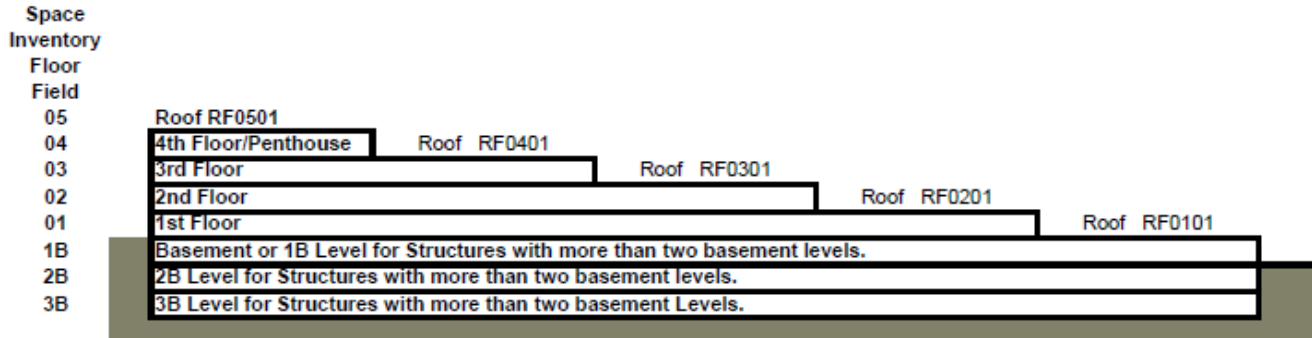 Space
Inventory
Floor
Field
05 Roof RF0501
04 4th Floor/Penthouse Roof RF0401
03 3rd Floor Roof RF0301
02 2nd Floor Roof RF0201
01 1st Floor Roof RF0101
1B Basement or 1B Level for Structures with more than two basement levels.
2B 2B Level for Structures with more than two basement levels.
3B 3B Level for Structures with more than two basement Levels.